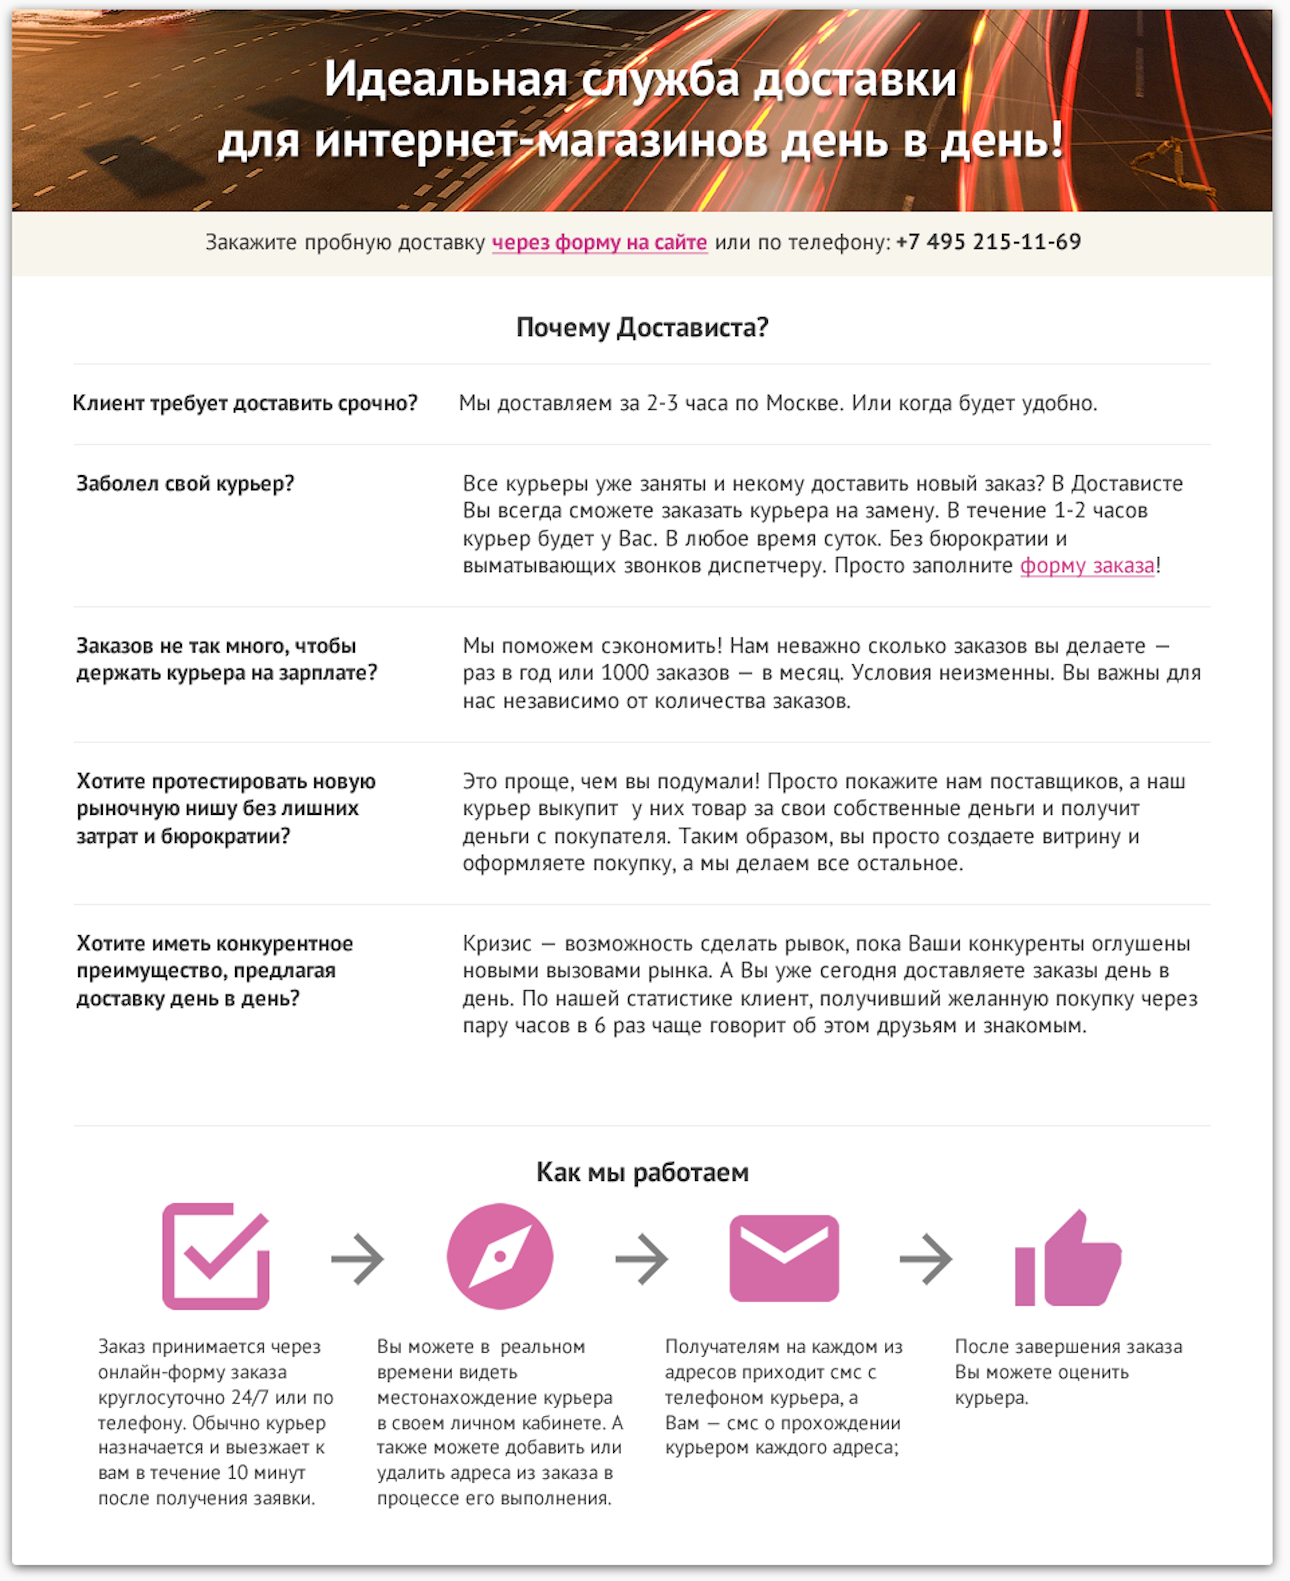 Идеальная служба доставки
для интернет-магазинов день в день!
Закажите пробную доставку через форму на сайте или по телефону: +7 495 215-11-69
Почему Достависта?
Клиент требует доставить срочно?
Мы доставляем за 2-3 часа по Москве. Или когда будет удобно.
Заболел свой курьер?
Все курьеры уже заняты и некому доставить новый заказ? В Достависте
Вы всегда сможете заказать курьера на замену. В течение 1-2 часов
курьер будет у Вас. В любое время суток. Без бюрократии и
выматывающих звонков диспетчеру. Просто заполните форму заказа!
Заказов не так много, чтобы
держать курьера на зарплате?
Мы поможем сэкономить! Нам неважно сколько заказов вы делаете —
раз в год или 1000 заказов — в месяц. Условия неизменны. Вы важны для
нас независимо от количества заказов.
Хотите протестировать новую
рыночную нишу без лишних
затрат и бюрократии?
Это проще, чем вы подумали! Просто покажите нам поставщиков, а наш
курьер выкупит  у них товар за свои собственные деньги и получит
деньги с покупателя. Таким образом, вы просто создаете витрину и
оформляете покупку, а мы делаем все остальное.
Хотите иметь конкурентное
преимущество, предлагая
доставку день в день?
Кризис — возможность сделать рывок, пока Ваши конкуренты оглушены
новыми вызовами рынка. А Вы уже сегодня доставляете заказы день в
день. По нашей статистике клиент, получивший желанную покупку через
пару часов в 6 раз чаще говорит об этом друзьям и знакомым.
Как мы работаем
Заказ принимается через
онлайн-форму заказа
круглосуточно 24/7 или по
телефону. Обычно курьер
назначается и выезжает к
вам в течение 10 минут
после получения заявки.
Вы можете в  реальном
времени видеть
местонахождение курьера
в своем личном кабинете. А
также можете добавить или
удалить адреса из заказа в
процессе его выполнения.
Получателям на каждом из
адресов приходит смс с
телефоном курьера, а
Вам — смс о прохождении
курьером каждого адреса;
После завершения заказа
Вы можете оценить
курьера.